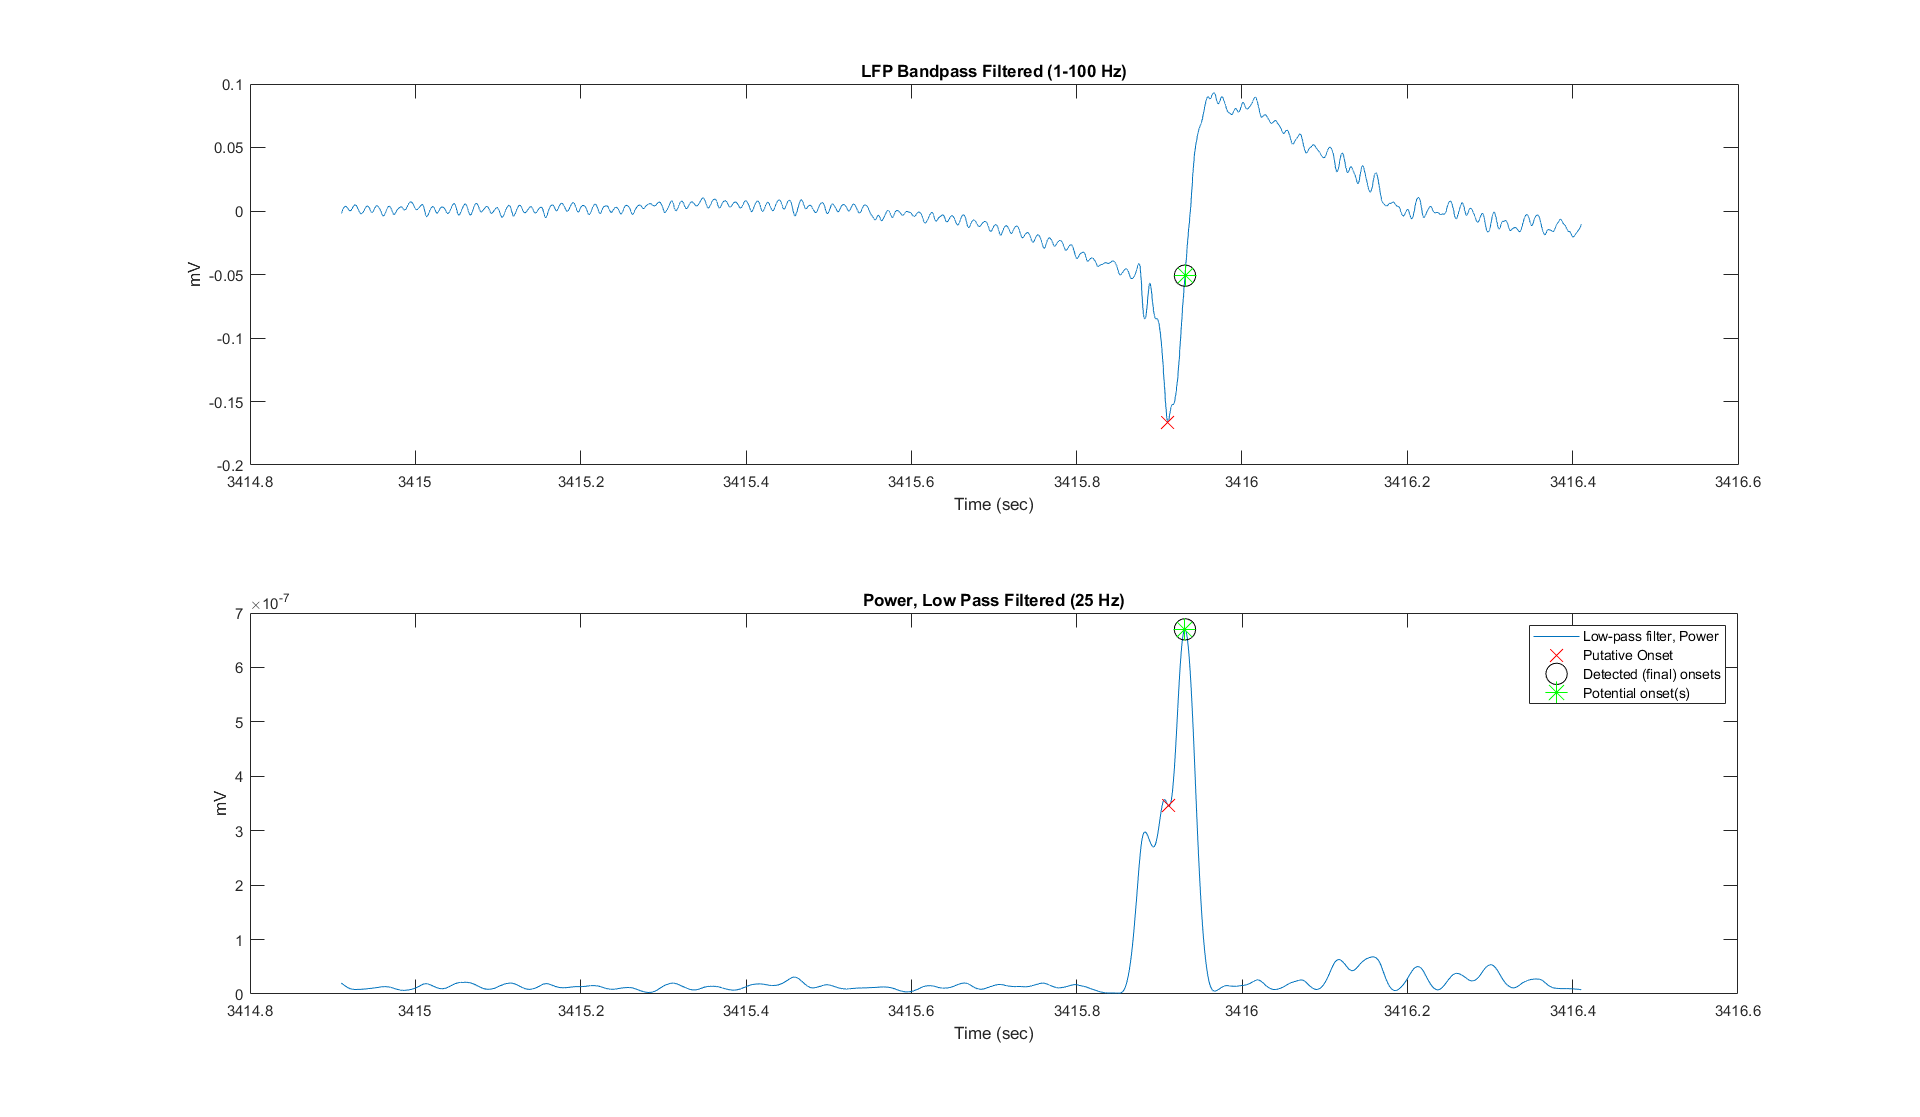 LFP Bandpass Filtered (1-100 Hz)
0.1
0.05
0
-0.05
-0.1
-0.15
-0.2
mV
3414.8 3415 3415.2 3415.4 3415.6 3415.8 3416 3416.2 3416.4 3416.6
Time (sec)
Power, Low Pass Filtered (25 Hz)
×10-7
7
6
5
4
3
2
1
0
mV
Low-pass filter, Power
Putative Onset
Detected (final) onsets
Potential onset(s)
3414.8 3415 3415.2 3415.4 3415.6 3415.8 3416 3416.2 3416.4 3416.6
Time (sec)